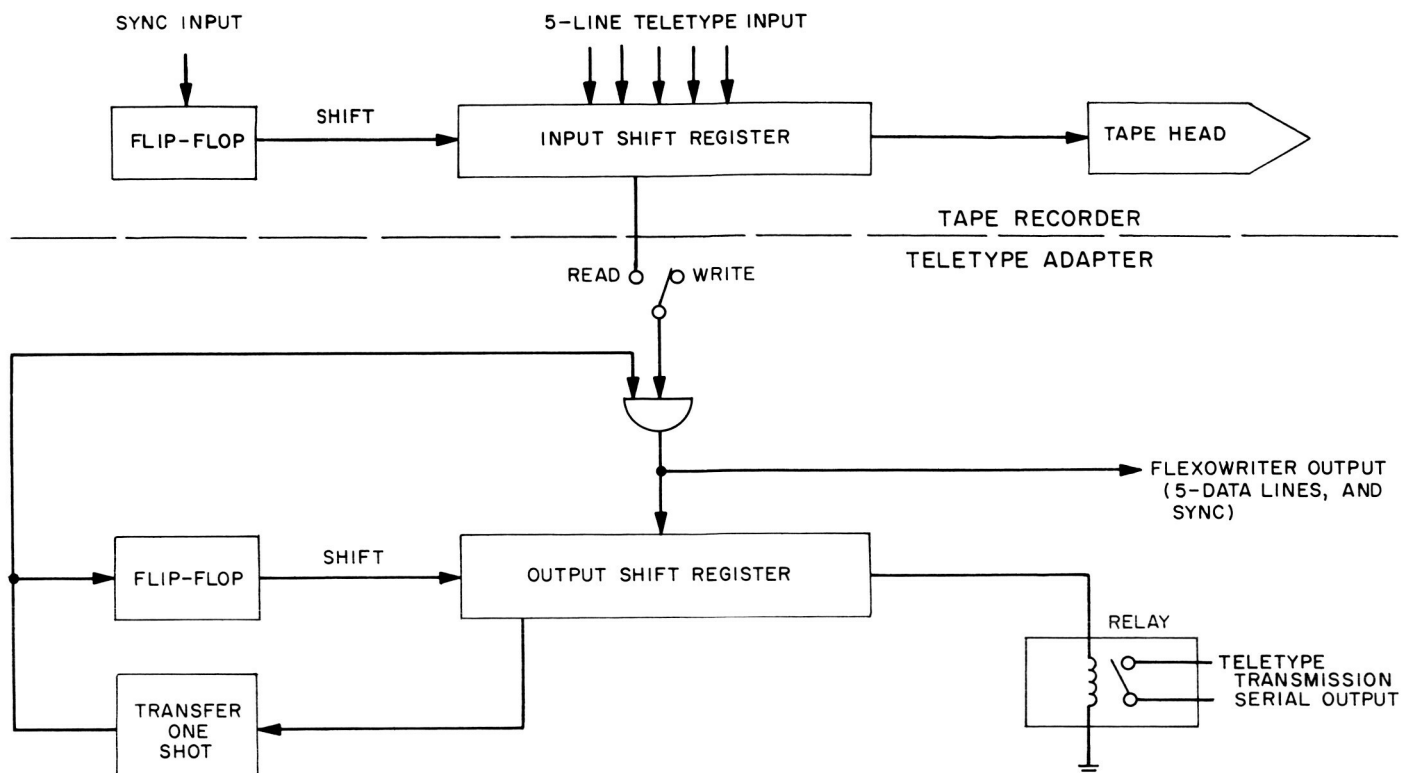 SYNC INPUT
5-LINE TELETYPE INPUT
FLIP-FLOP
SHIFT
INPUT SHIFT REGISTER
TAPE HEAD
TAPE RECORDER
TELETYPE ADAPTER
READ
WRITE
FLEXOWRITER OUTPUT
(5-DATA LINES, AND
SYNC)
FLIP-FLOP
SHIFT
OUTPUT SHIFT REGISTER
RELAY
TELETYPE
TRANSMISSION
SERIAL OUTPUT
TRANSFER
ONE
SHOT